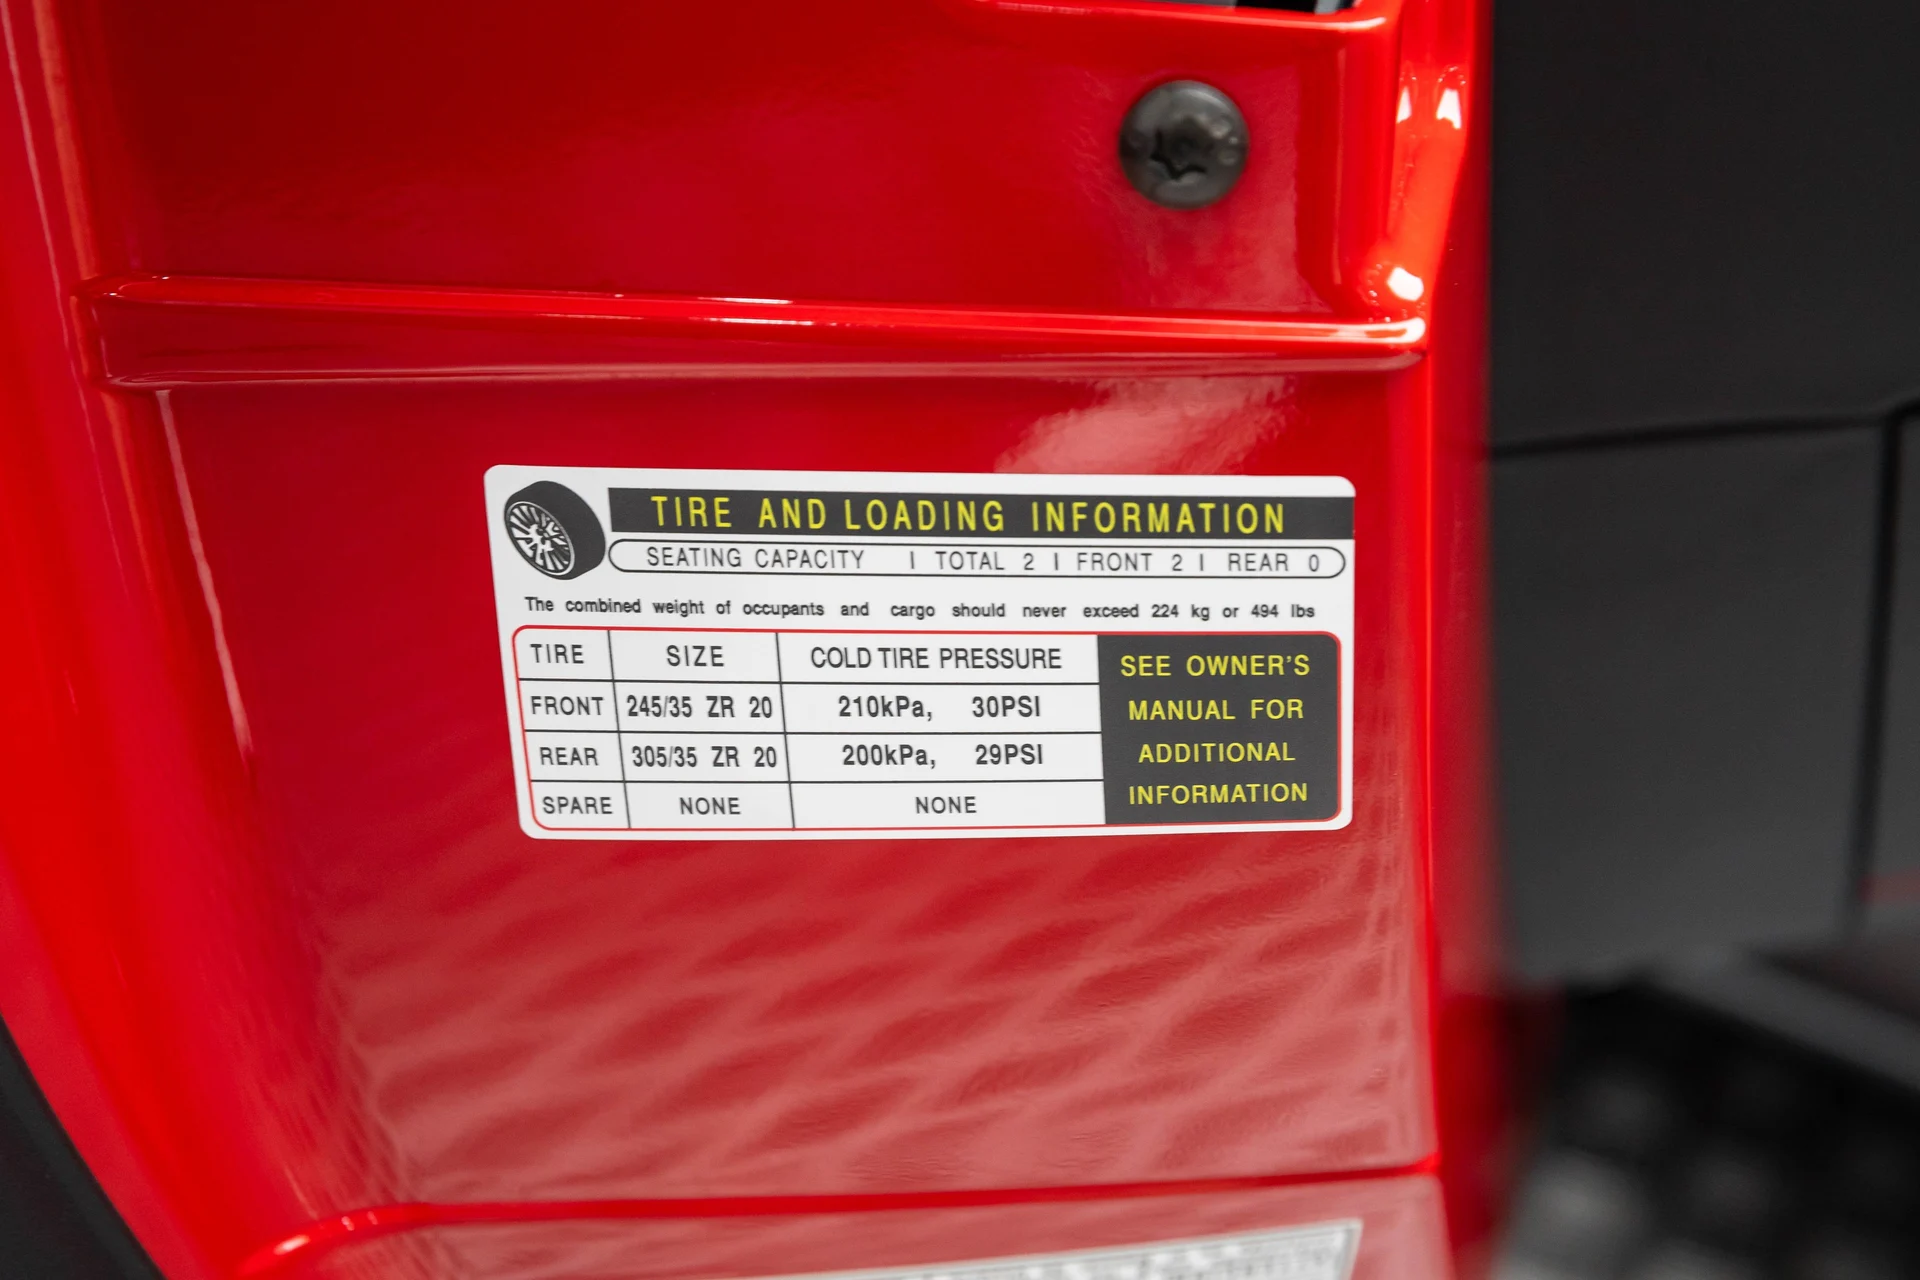 TIRE AND LOADING INFORMATION
SEATING CAPACITY | TOTAL 2 | FRONT 2 | REAR 0
The combined weight of occupants and cargo should never exceed 224 kg or 494 lbs
TIRE SIZE COLD TIRE PRESSURE
FRONT 245/35 ZR 20 210kPa, 30PSI
REAR 305/35 ZR 20 200kPa, 29PSI
SPARE NONE NONE
SEE OWNER'S
MANUAL FOR
ADDITIONAL
INFORMATION